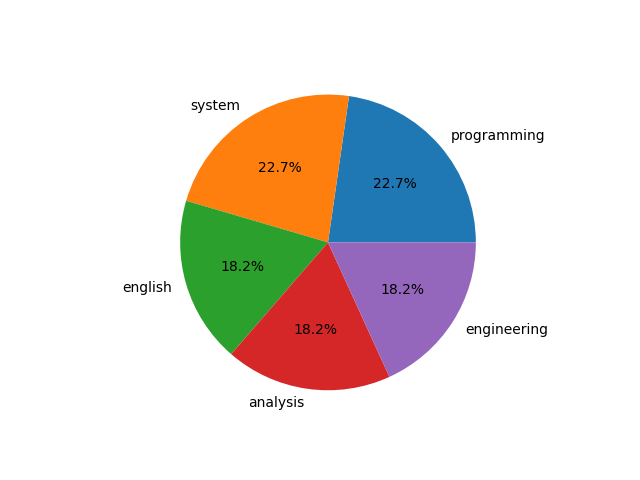 system
programming
22.7%
22.7%
18.2%
18.2%
english
18.2%
engineering
analysis